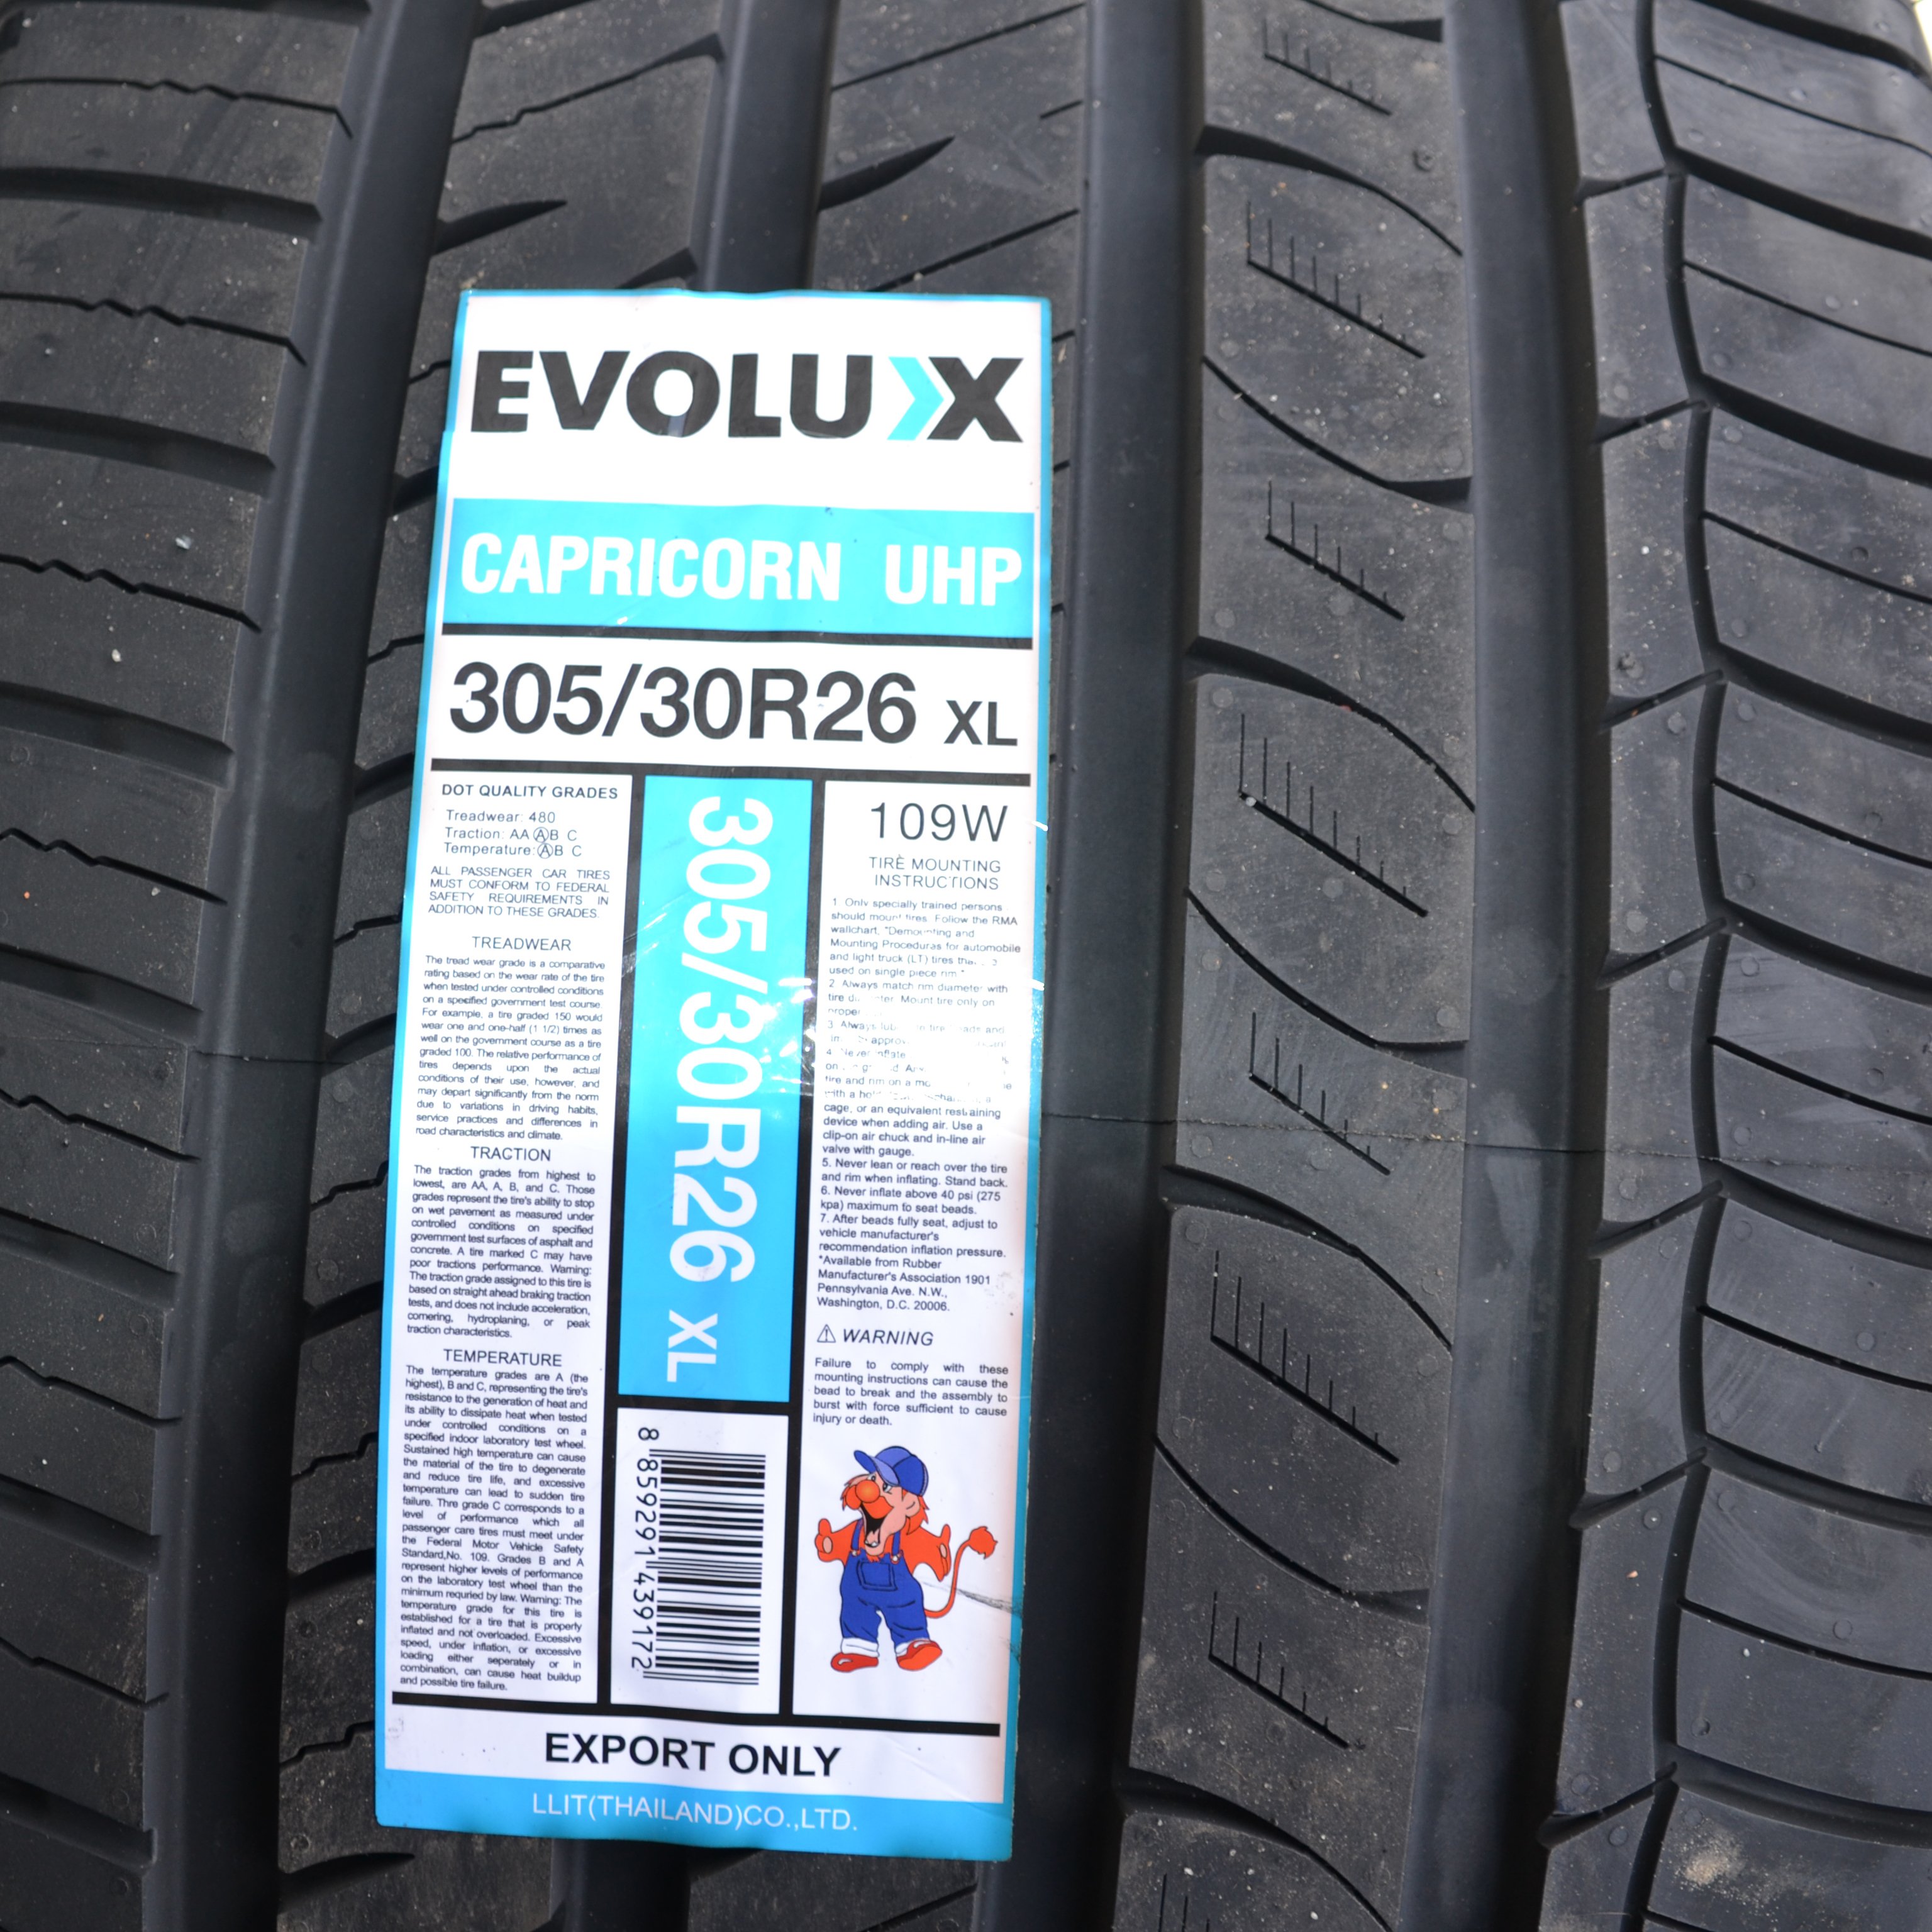 EVOLUX
CAPRICORN UHP
305/30R26 XL
DOT QUALITY GRADES
Treadwear: 480
Traction: AA A B C
Temperature: A B C
ALL PASSENGER CAR TIRES
MUST CONFORM TO FEDERAL
SAFETY REQUIREMENTS IN
ADDITION TO THESE GRADES.
TREADWEAR
The tread wear grade is a comparative
rating based on the wear rate of the tire
when tested under controlled conditions
on a specified government test course.
For example, a tire graded 150 would
wear one and one-half (1 1/2) times as
well on the government course as a tire
graded 100. The relative performance of
tires depends upon the actual
conditions of their use, however, and
may depart significantly from the norm
due to variations in driving habits,
service practices and differences in
road characteristics and climate.
TRACTION
The traction grades from highest to
lowest, are AA, A, B, and C. Those
grades represent the tire's ability to stop
on wet pavement as measured under
controlled conditions on specified
government test surfaces of asphalt and
concrete. A tire marked C may have
poor tractions performance. Warning:
The traction grade assigned to this tire is
based on straight ahead braking traction
tests, and does not include acceleration,
cornering, hydroplaning, or peak
traction characteristics.
TEMPERATURE
The temperature grades are A (the
highest), B and C, representing the tire's
resistance to the generation of heat and
its ability to dissipate heat when tested
under controlled conditions on a
specified indoor laboratory test wheel.
Sustained high temperature can cause
the material of the tire to degenerate
and reduce tire life, and excessive
temperature can lead to sudden tire
failure. Thre grade C corresponds to a
level of performance which all
passenger care tires must meet under
the Federal Motor Vehicle Safety
Standard,No. 109. Grades B and A
represent higher levels of performance
on the laboratory test wheel than the
minimum requried by law. Warning: The
temperature grade for this tire is
established for a tire that is properly
inflated and not overloaded. Excessive
speed, under inflation, or excessive
loading either seperately or in
combination, can cause heat buildup
and possible tire failure.
305/30R26 XL
8 859291 439172
109W
TIRE MOUNTING
INSTRUCTIONS
1. Only specially trained persons
should mount tires. Follow the RMA
wallchart, "Demounting and
Mounting Procedures for automobile
and light truck (LT) tires
used on single piece rim."
2. Always match rim diameter with
tire diameter. Mount tire only on
3. Always tire and
4. Never inflate
on
tire and rim on a
with a
cage, or an equivalent restraining
device when adding air. Use a
clip-on air chuck and in-line air
valve with gauge.
5. Never lean or reach over the tire
and rim when inflating. Stand back.
6. Never inflate above 40 psi (275
kpa) maximum to seat beads.
7. After beads fully seat, adjust to
vehicle manufacturer's
recommendation inflation pressure.
*Available from Rubber
Manufacturer's Association 1901
Pennsylvania Ave. N.W.,
Washington, D.C. 20006.
⚠ WARNING
Failure to comply with these
mounting instructions can cause the
bead to break and the assembly to
burst with force sufficient to cause
injury or death.
EXPORT ONLY
LLIT(THAILAND)CO.,LTD.